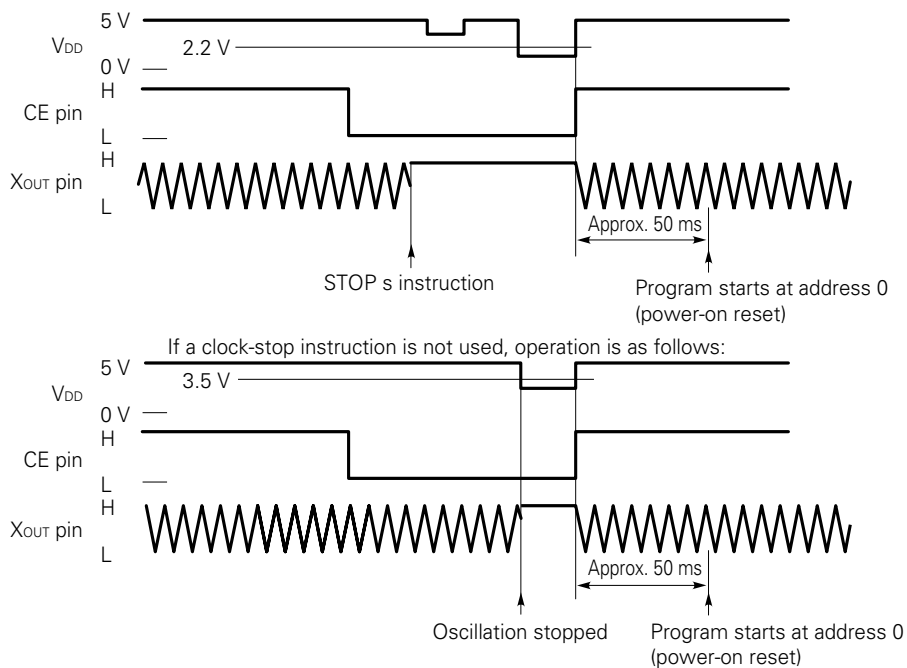 5 V
VDD
2.2 V
0 V
H
CE pin
L
H
XOUT pin
L
Approx. 50 ms
STOP s instruction
Program starts at address 0
(power-on reset)
If a clock-stop instruction is not used, operation is as follows:
5 V
VDD
3.5 V
0 V
H
CE pin
L
H
XOUT pin
L
Approx. 50 ms
Oscillation stopped
Program starts at address 0
(power-on reset)